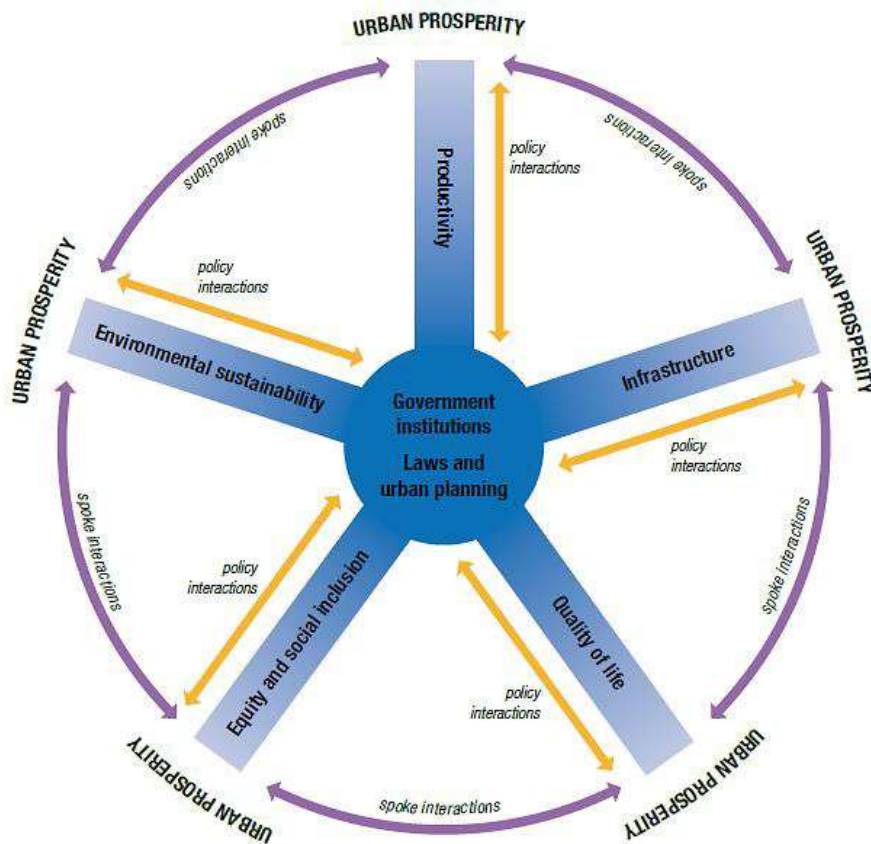 URBAN PROSPERITY
spoke interactions
spoke interactions
policy
interactions
Productivity
URBAN PROSPERITY
URBAN PROSPERITY
policy
interactions
Environmental sustainability
Infrastructure
Government
institutions
Laws and
urban planning
policy
interactions
spoke interactions
spoke interactions
policy
interactions
Equity and social inclusion
Quality of life
policy
interactions
URBAN PROSPERITY
URBAN PROSPERITY
spoke interactions